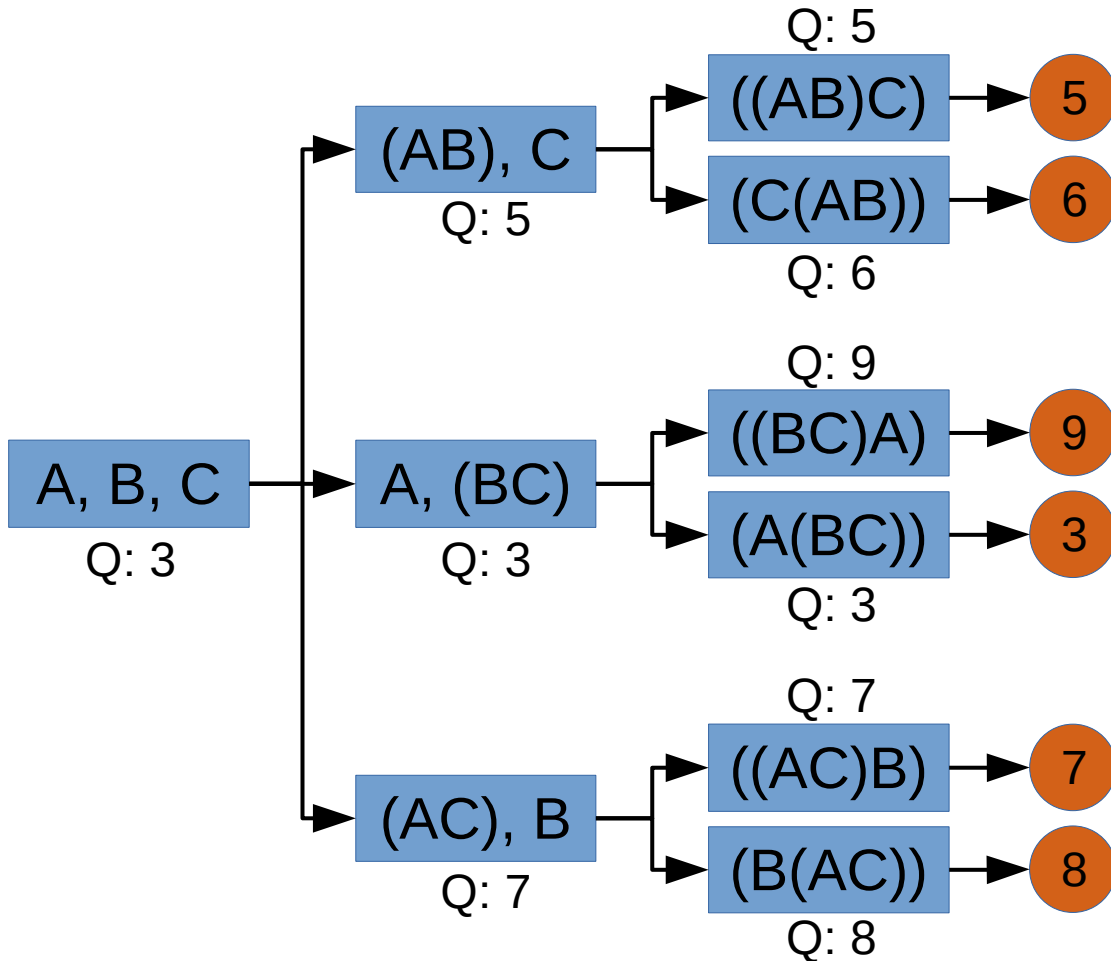 Q: 5
((AB)C)
5
(AB), C
Q: 5
(C(AB))
6
Q: 6
Q: 9
((BC)A)
9
A, B, C
Q: 3
A, (BC)
Q: 3
(A(BC))
3
Q: 3
Q: 7
((AC)B)
7
(AC), B
Q: 7
(B(AC))
8
Q: 8